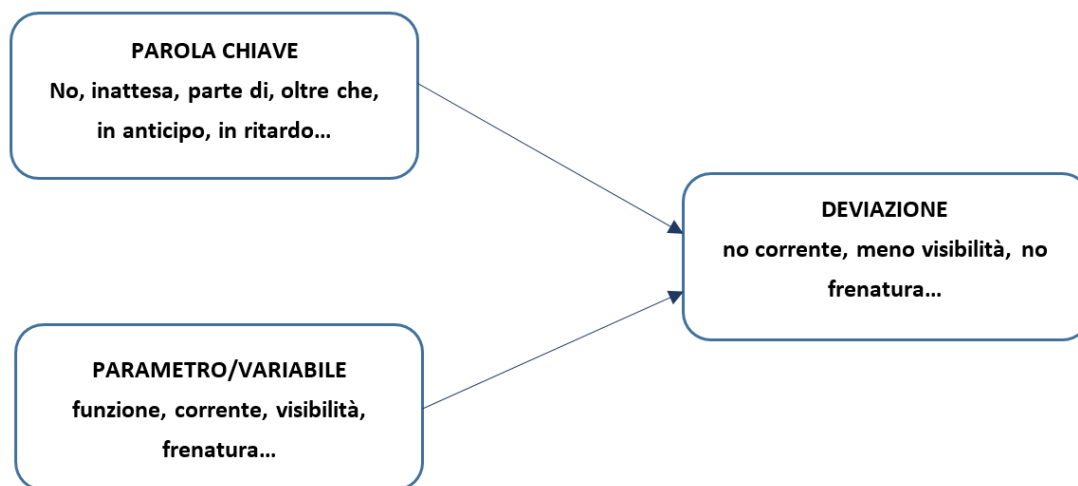 PAROLA CHIAVE
No, inattesa, parte di, oltre che,
in anticipo, in ritardo…
DEVIAZIONE
no corrente, meno visibilità, no
frenatura…
PARAMETRO/VARIABILE
funzione, corrente, visibilità,
frenatura…